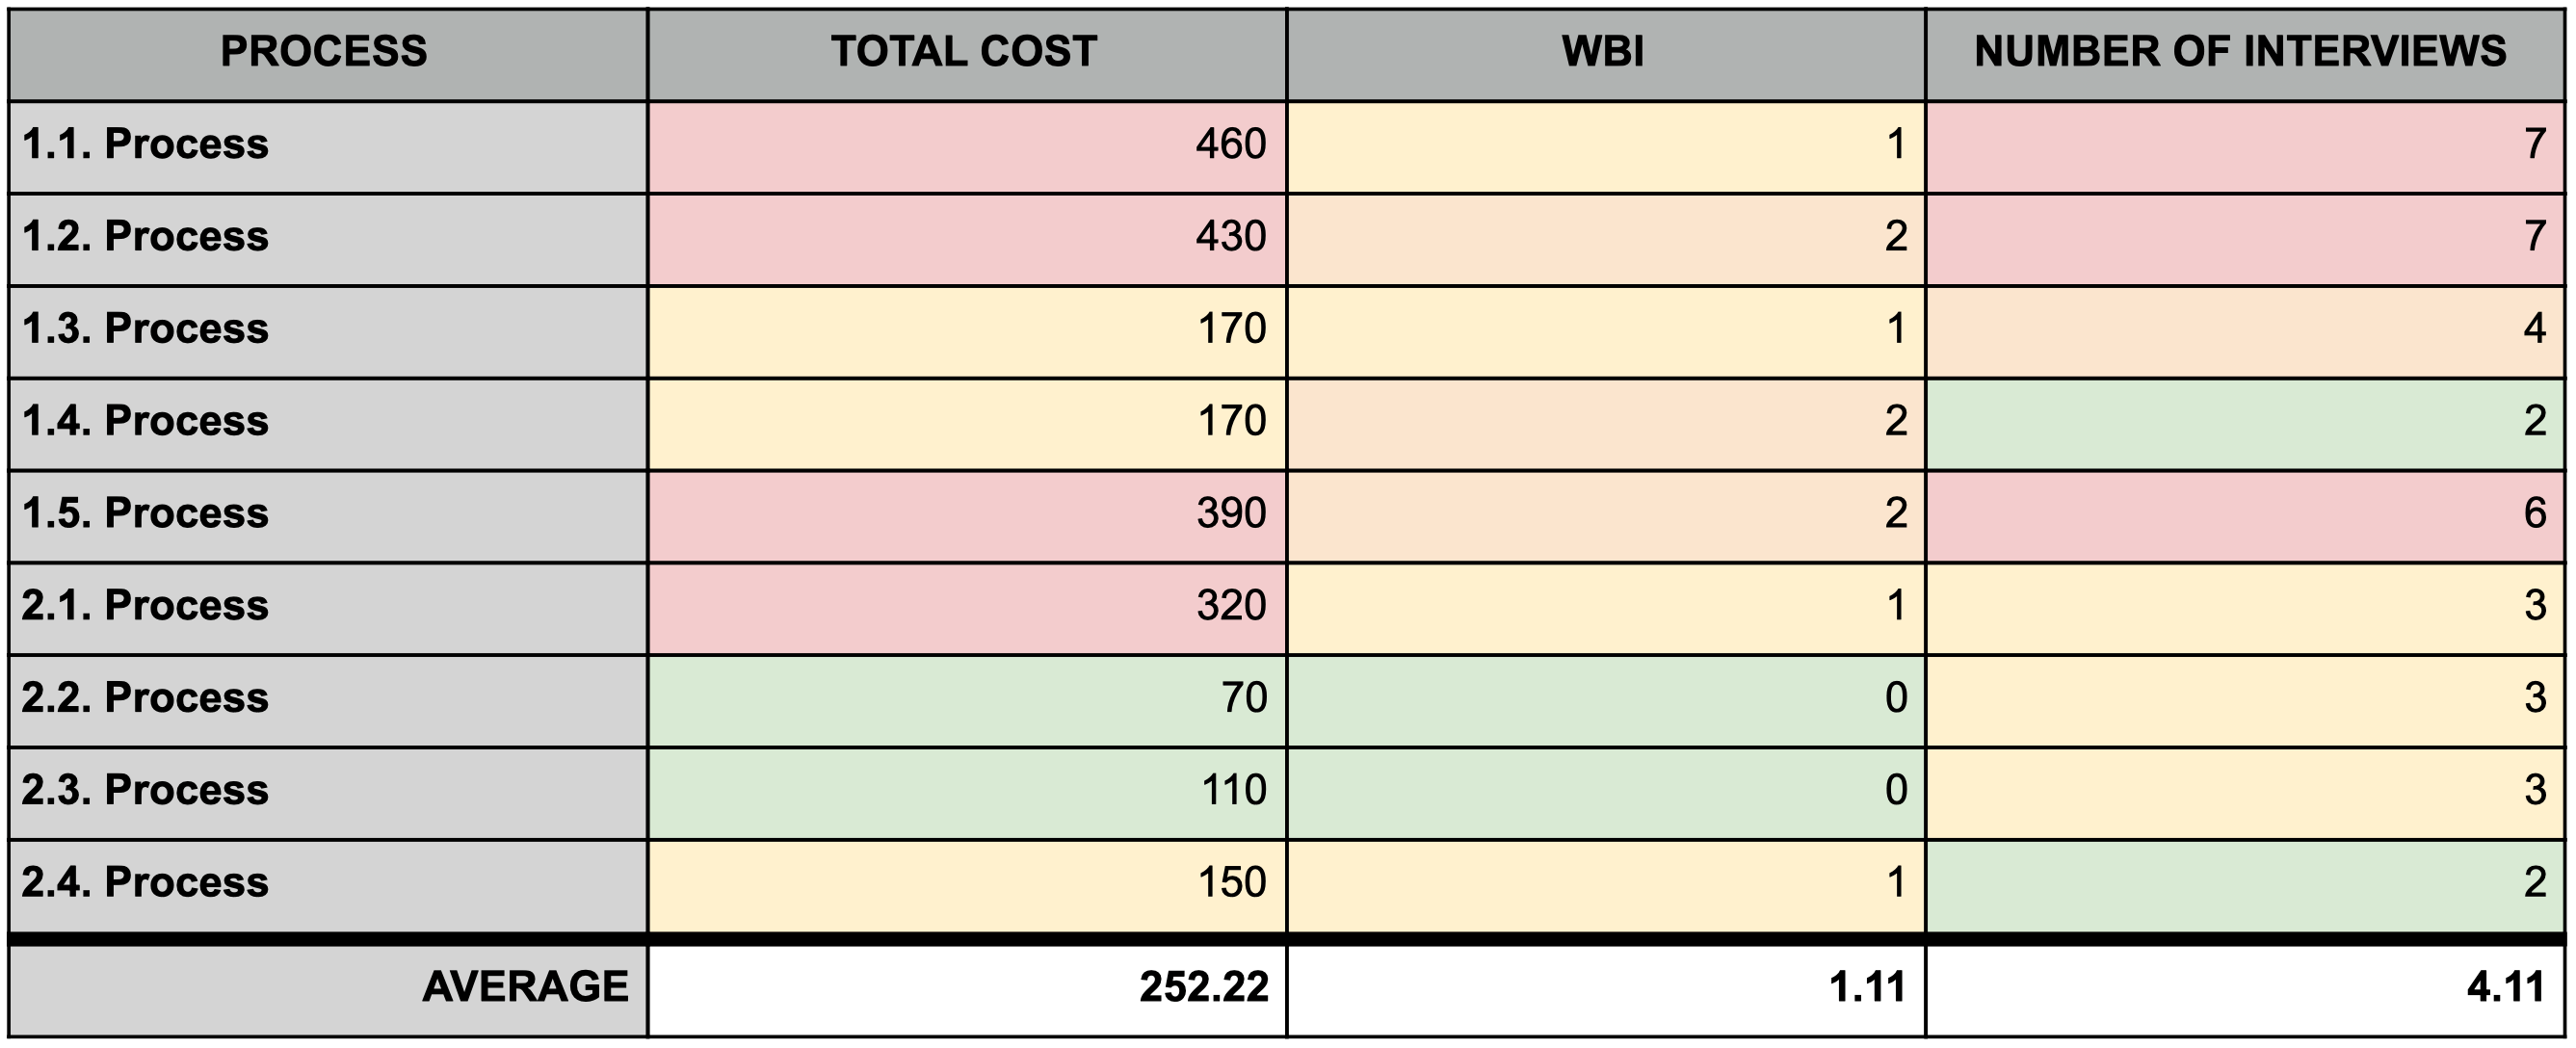 PROCESS TOTAL COST WBI NUMBER OF INTERVIEWS
1.1. Process 460 1 7
1.2. Process 430 2 7
1.3. Process 170 1 4
1.4. Process 170 2 2
1.5. Process 390 2 6
2.1. Process 320 1 3
2.2. Process 70 0 3
2.3. Process 110 0 3
2.4. Process 150 1 2
AVERAGE 252.22 1.11 4.11